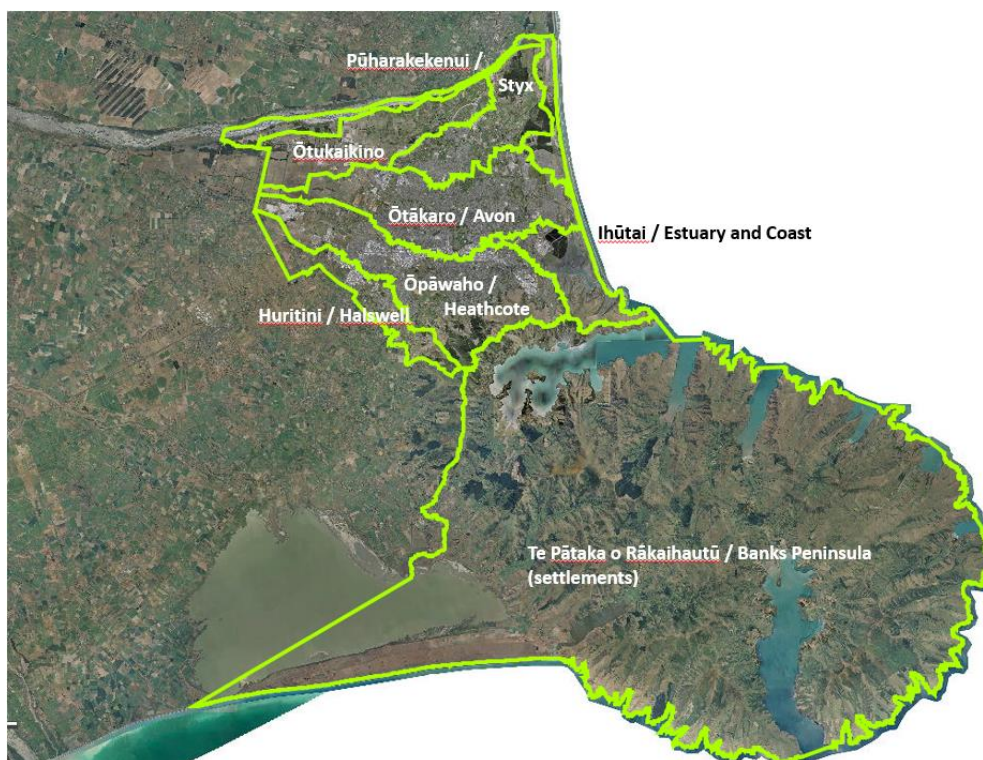 Pūharakekenui /
Styx
Ōtukaikino
Ōtākaro / Avon
Ihūtai / Estuary and Coast
Ōpāwaho /
Heathcote
Huritini / Halswell
Te Pātaka o Rākaihautū / Banks Peninsula
(settlements)